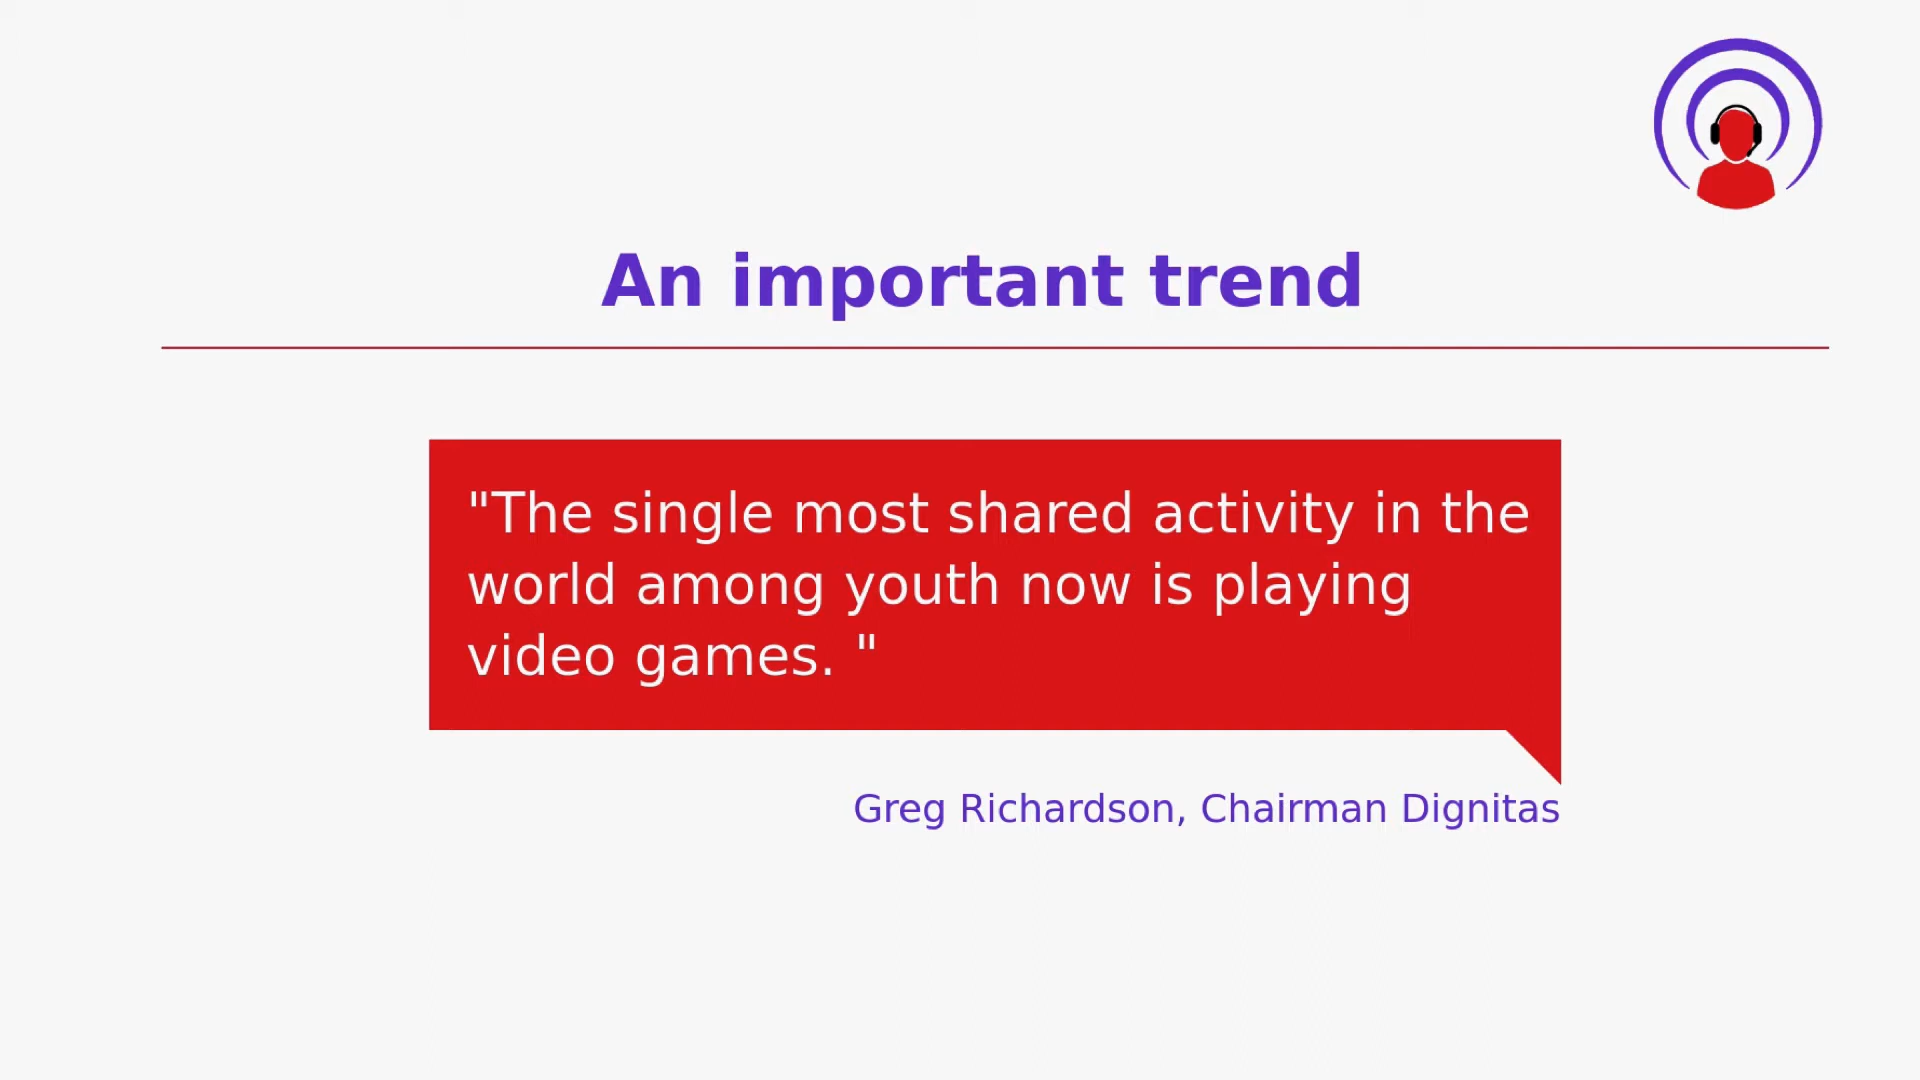 An important trend
"The single most shared activity in the
world among youth now is playing
video games. "
Greg Richardson, Chairman Dignitas